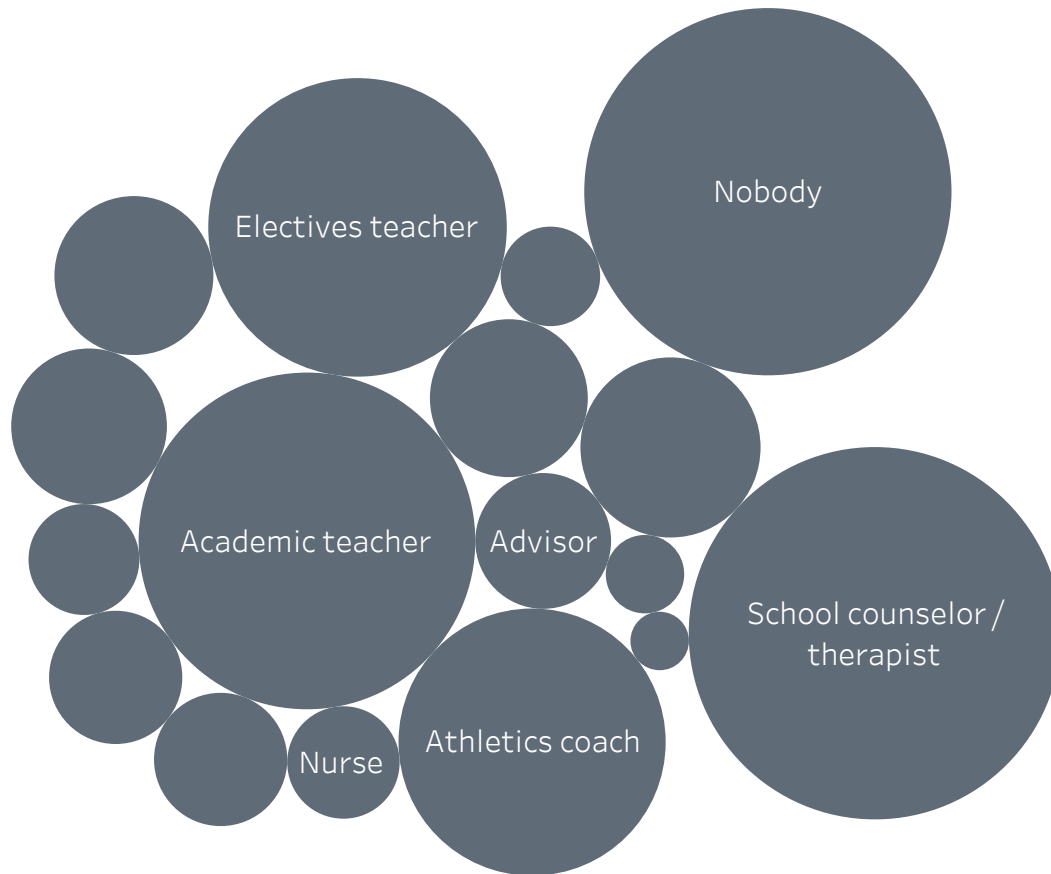 Nobody
Electives teacher
Academic teacher
Advisor
School counselor /
therapist
Athletics coach
Nurse